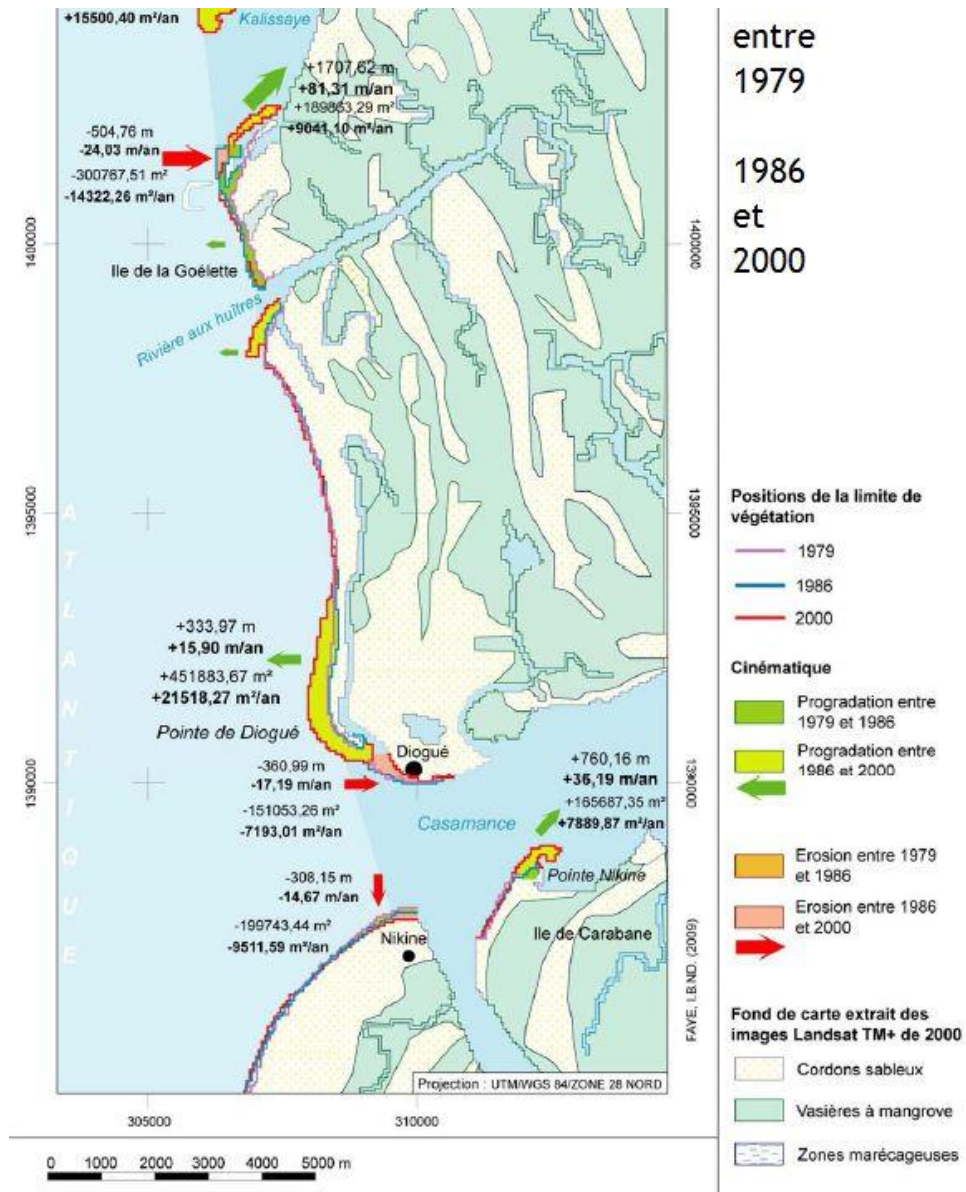 +15500,40 m²/an
Kalissaye
+1707,62 m
+81,31 m/an
+189863,29 m²
+9041,10 m²/an
-504,76 m
-24,03 m/an
-300767,51 m²
-14322,26 m²/an
1400000
1400000
Ile de la Goélette
Rivière aux huîtres
1395000
1395000
ATLANTIQUE
+333,97 m
+15,90 m/an
+451883,67 m²
+21518,27 m²/an
Pointe de Diogué
Diogué
-360,99 m
-17,19 m/an
-151053,26 m²
-7193,01 m²/an
1390000
1390000
+760,16 m
+36,19 m/an
+165687,35 m²
+7889,87 m²/an
Casamance
Pointe Nikine
-308,15 m
-14,67 m/an
-199743,44 m²
-9511,59 m²/an
Nikine
Ile de Carabane
FAYE, I.B.ND. (2009)
Projection : UTM/WGS 84/ZONE 28 NORD
305000
310000
0 1000 2000 3000 4000 5000 m
entre
1979
1986
et
2000
Positions de la limite de
végétation
1979
1986
2000
Cinématique
Progradation entre
1979 et 1986
Progradation entre
1986 et 2000
Erosion entre 1979
et 1986
Erosion entre 1986
et 2000
Fond de carte extrait des
images Landsat TM+ de 2000
Cordons sableux
Vasières à mangrove
Zones marécageuses